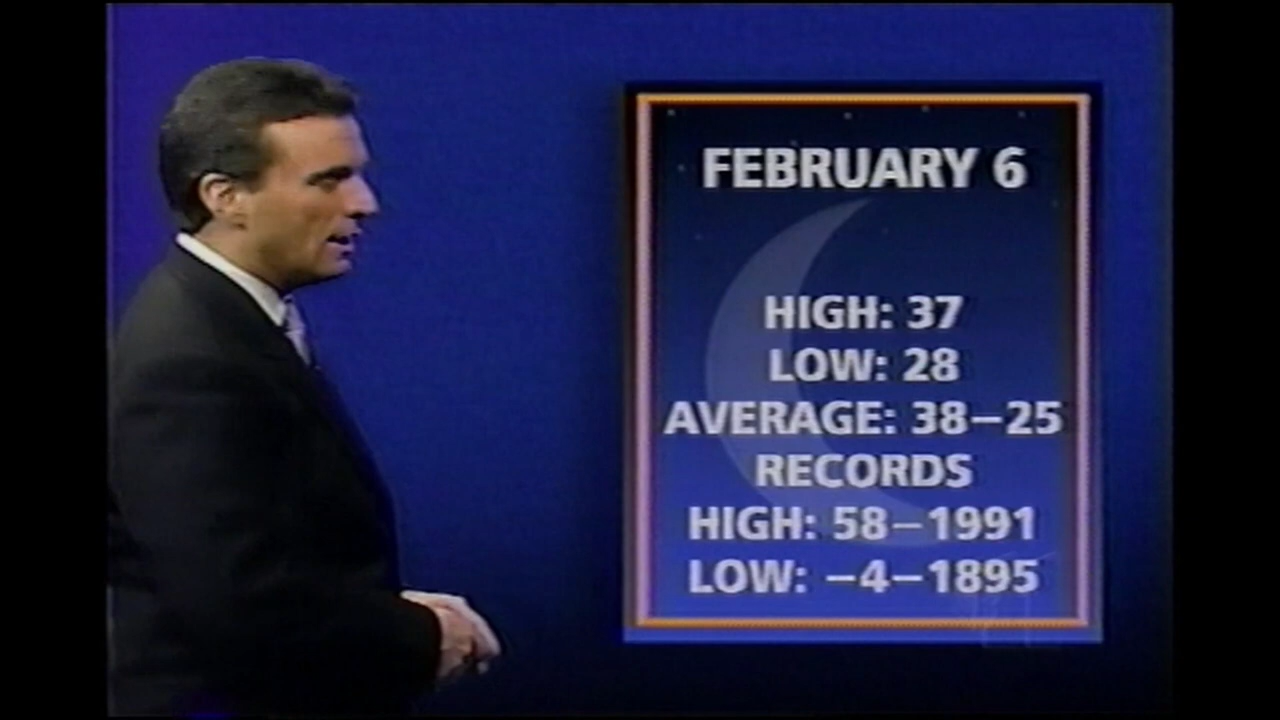 FEBRUARY 6
HIGH: 37
LOW: 28
AVERAGE: 38–25
RECORDS
HIGH: 58–1991
LOW: –4–1895